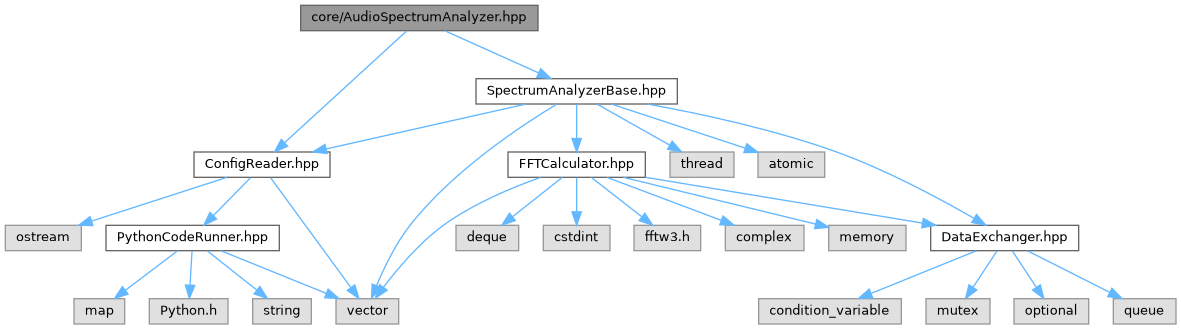 core/AudioSpectrumAnalyzer.hpp
SpectrumAnalyzerBase.hpp
ConfigReader.hpp
FFTCalculator.hpp
thread
atomic
ostream
PythonCodeRunner.hpp
deque
cstdint
fftw3.h
complex
memory
DataExchanger.hpp
map
Python.h
string
vector
condition_variable
mutex
optional
queue